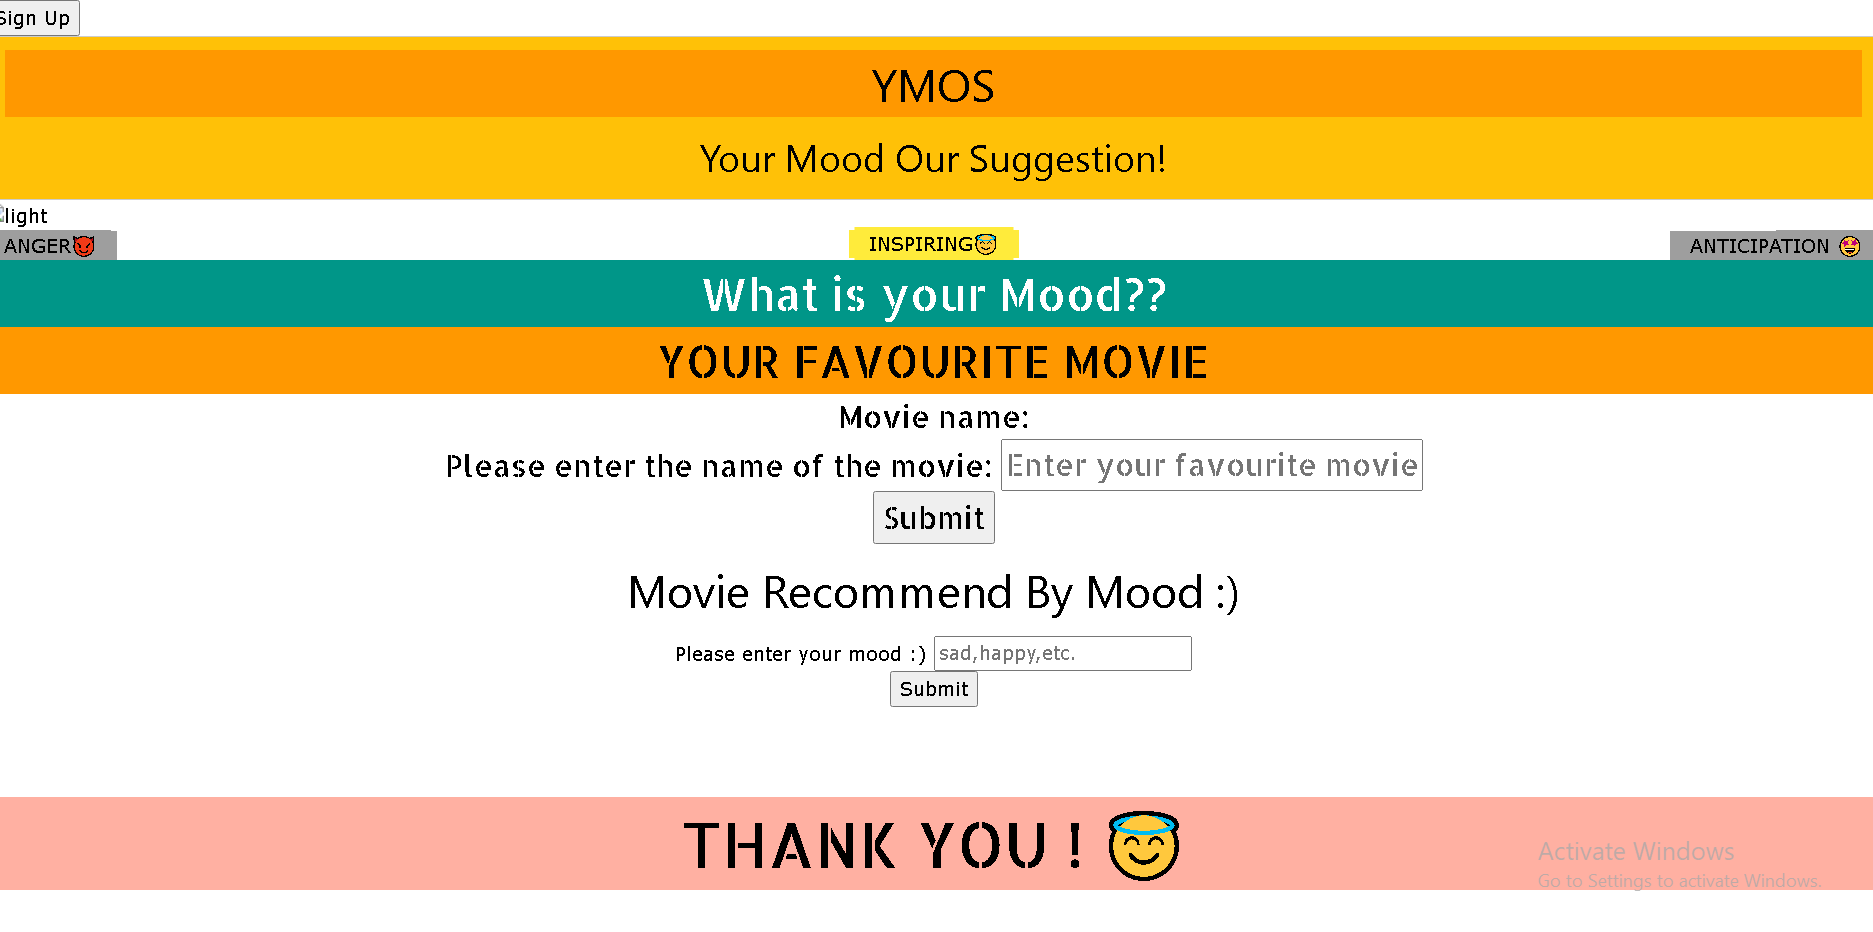 Sign Up
YMOS
Your Mood Our Suggestion!
light
ANGER😈 INSPIRING😇 ANTICIPATION 🤩
What is your Mood??
YOUR FAVOURITE MOVIE
Movie name:
Please enter the name of the movie: Enter your favourite movie
Submit
Movie Recommend By Mood :)
Please enter your mood :) sad,happy,etc.
Submit
THANK YOU ! 😇
Activate Windows
Go to Settings to activate Windows.